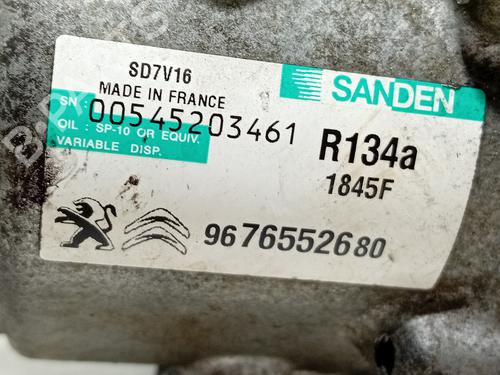 SD7V16
MADE IN FRANCE
SANDEN
SN:
00545203461
OIL : SP-10 OR EQUIV.
VARIABLE DISP.
R134a
1845F
9676552680